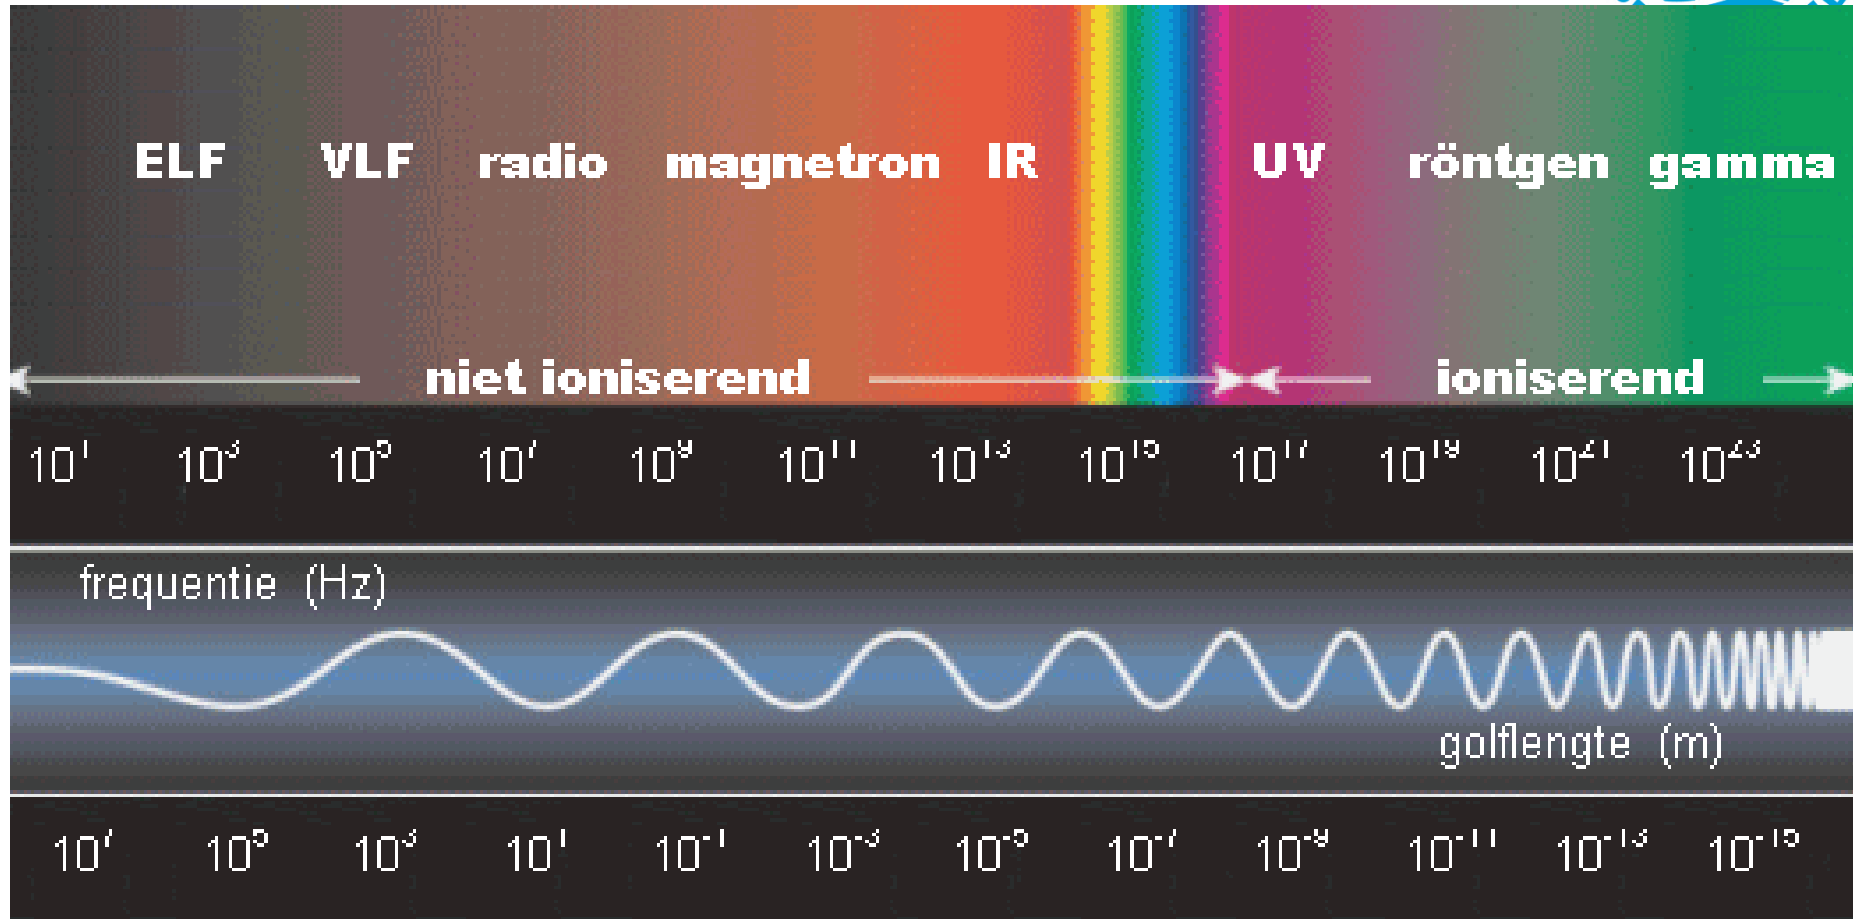 ELF VLF radio magnetron IR UV röntgen gamma
niet ioniserend ioniserend
10¹ 10³ 10⁵ 10⁷ 10⁹ 10¹¹ 10¹³ 10¹⁵ 10¹⁷ 10¹⁹ 10²¹ 10²³
frequentie (Hz)
golflengte (m)
10⁷ 10⁵ 10³ 10¹ 10⁻¹ 10⁻³ 10⁻⁵ 10⁻⁷ 10⁻⁹ 10⁻¹¹ 10⁻¹³ 10⁻¹⁵